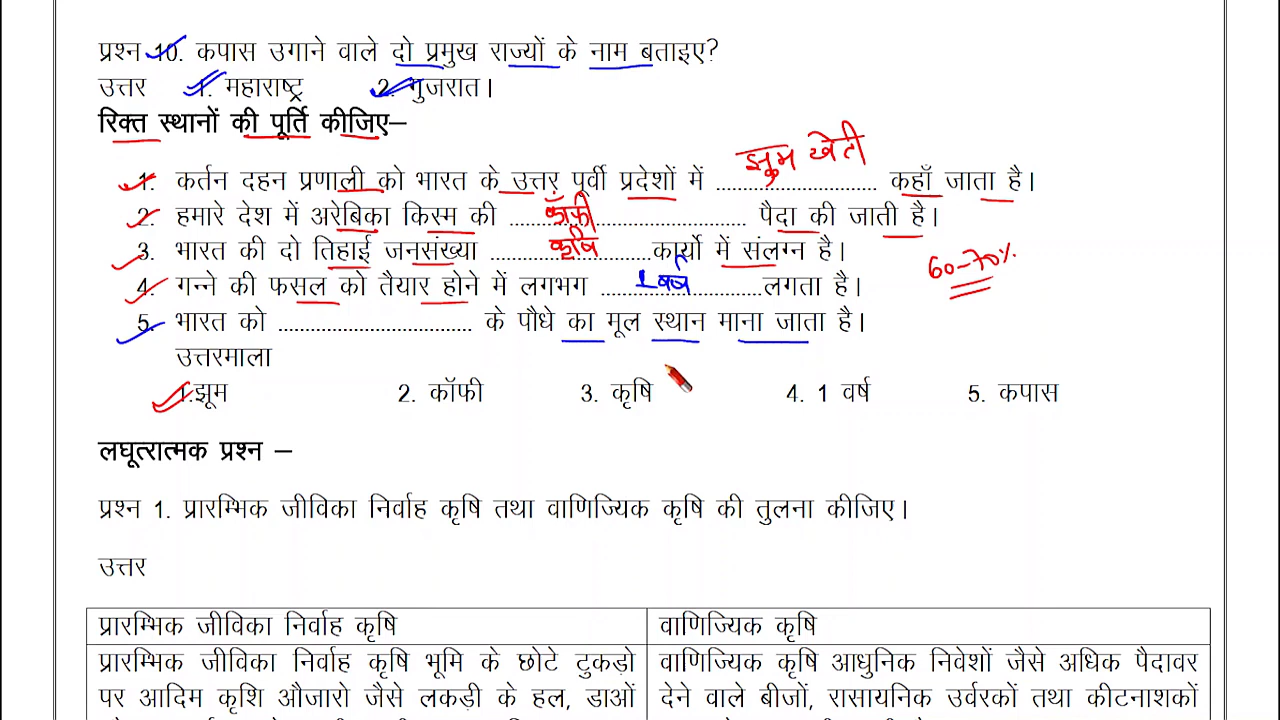 प्रश्न 10. कपास उगाने वाले दो प्रमुख राज्यों के नाम बताइए?
उत्तर 1. महाराष्ट्र 2. गुजरात।
रिक्त स्थानों की पूर्ति कीजिए–
झुम खेती
1. कर्तन दहन प्रणाली को भारत के उत्तर पूर्वी प्रदेशों में .............................. कहाँ जाता है।
2. हमारे देश में अरेबिका किस्म की ..........कॉफी.............................. पैदा की जाती है।
3. भारत की दो तिहाई जनसंख्या ............कृषि............ कार्यो में संलग्न है।
60-70%
4. गन्ने की फसल को तैयार होने में लगभग ........1 वर्ष............ लगता है।
5. भारत को .................................... के पौधे का मूल स्थान माना जाता है।
उत्तरमाला
1.झूम 2. कॉफी 3. कृषि 4. 1 वर्ष 5. कपास
लघूत्रात्मक प्रश्न –
प्रश्न 1. प्रारम्भिक जीविका निर्वाह कृषि तथा वाणिज्यिक कृषि की तुलना कीजिए।
उत्तर
प्रारम्भिक जीविका निर्वाह कृषि वाणिज्यिक कृषि
प्रारम्भिक जीविका निर्वाह कृषि भूमि के छोटे टुकड़ो वाणिज्यिक कृषि आधुनिक निवेशों जैसे अधिक पैदावर
पर आदिम कृशि औजारो जैसे लकड़ी के हल, डाओं देने वाले बीजों, रासायनिक उर्वरकों तथा कीटनाशकों